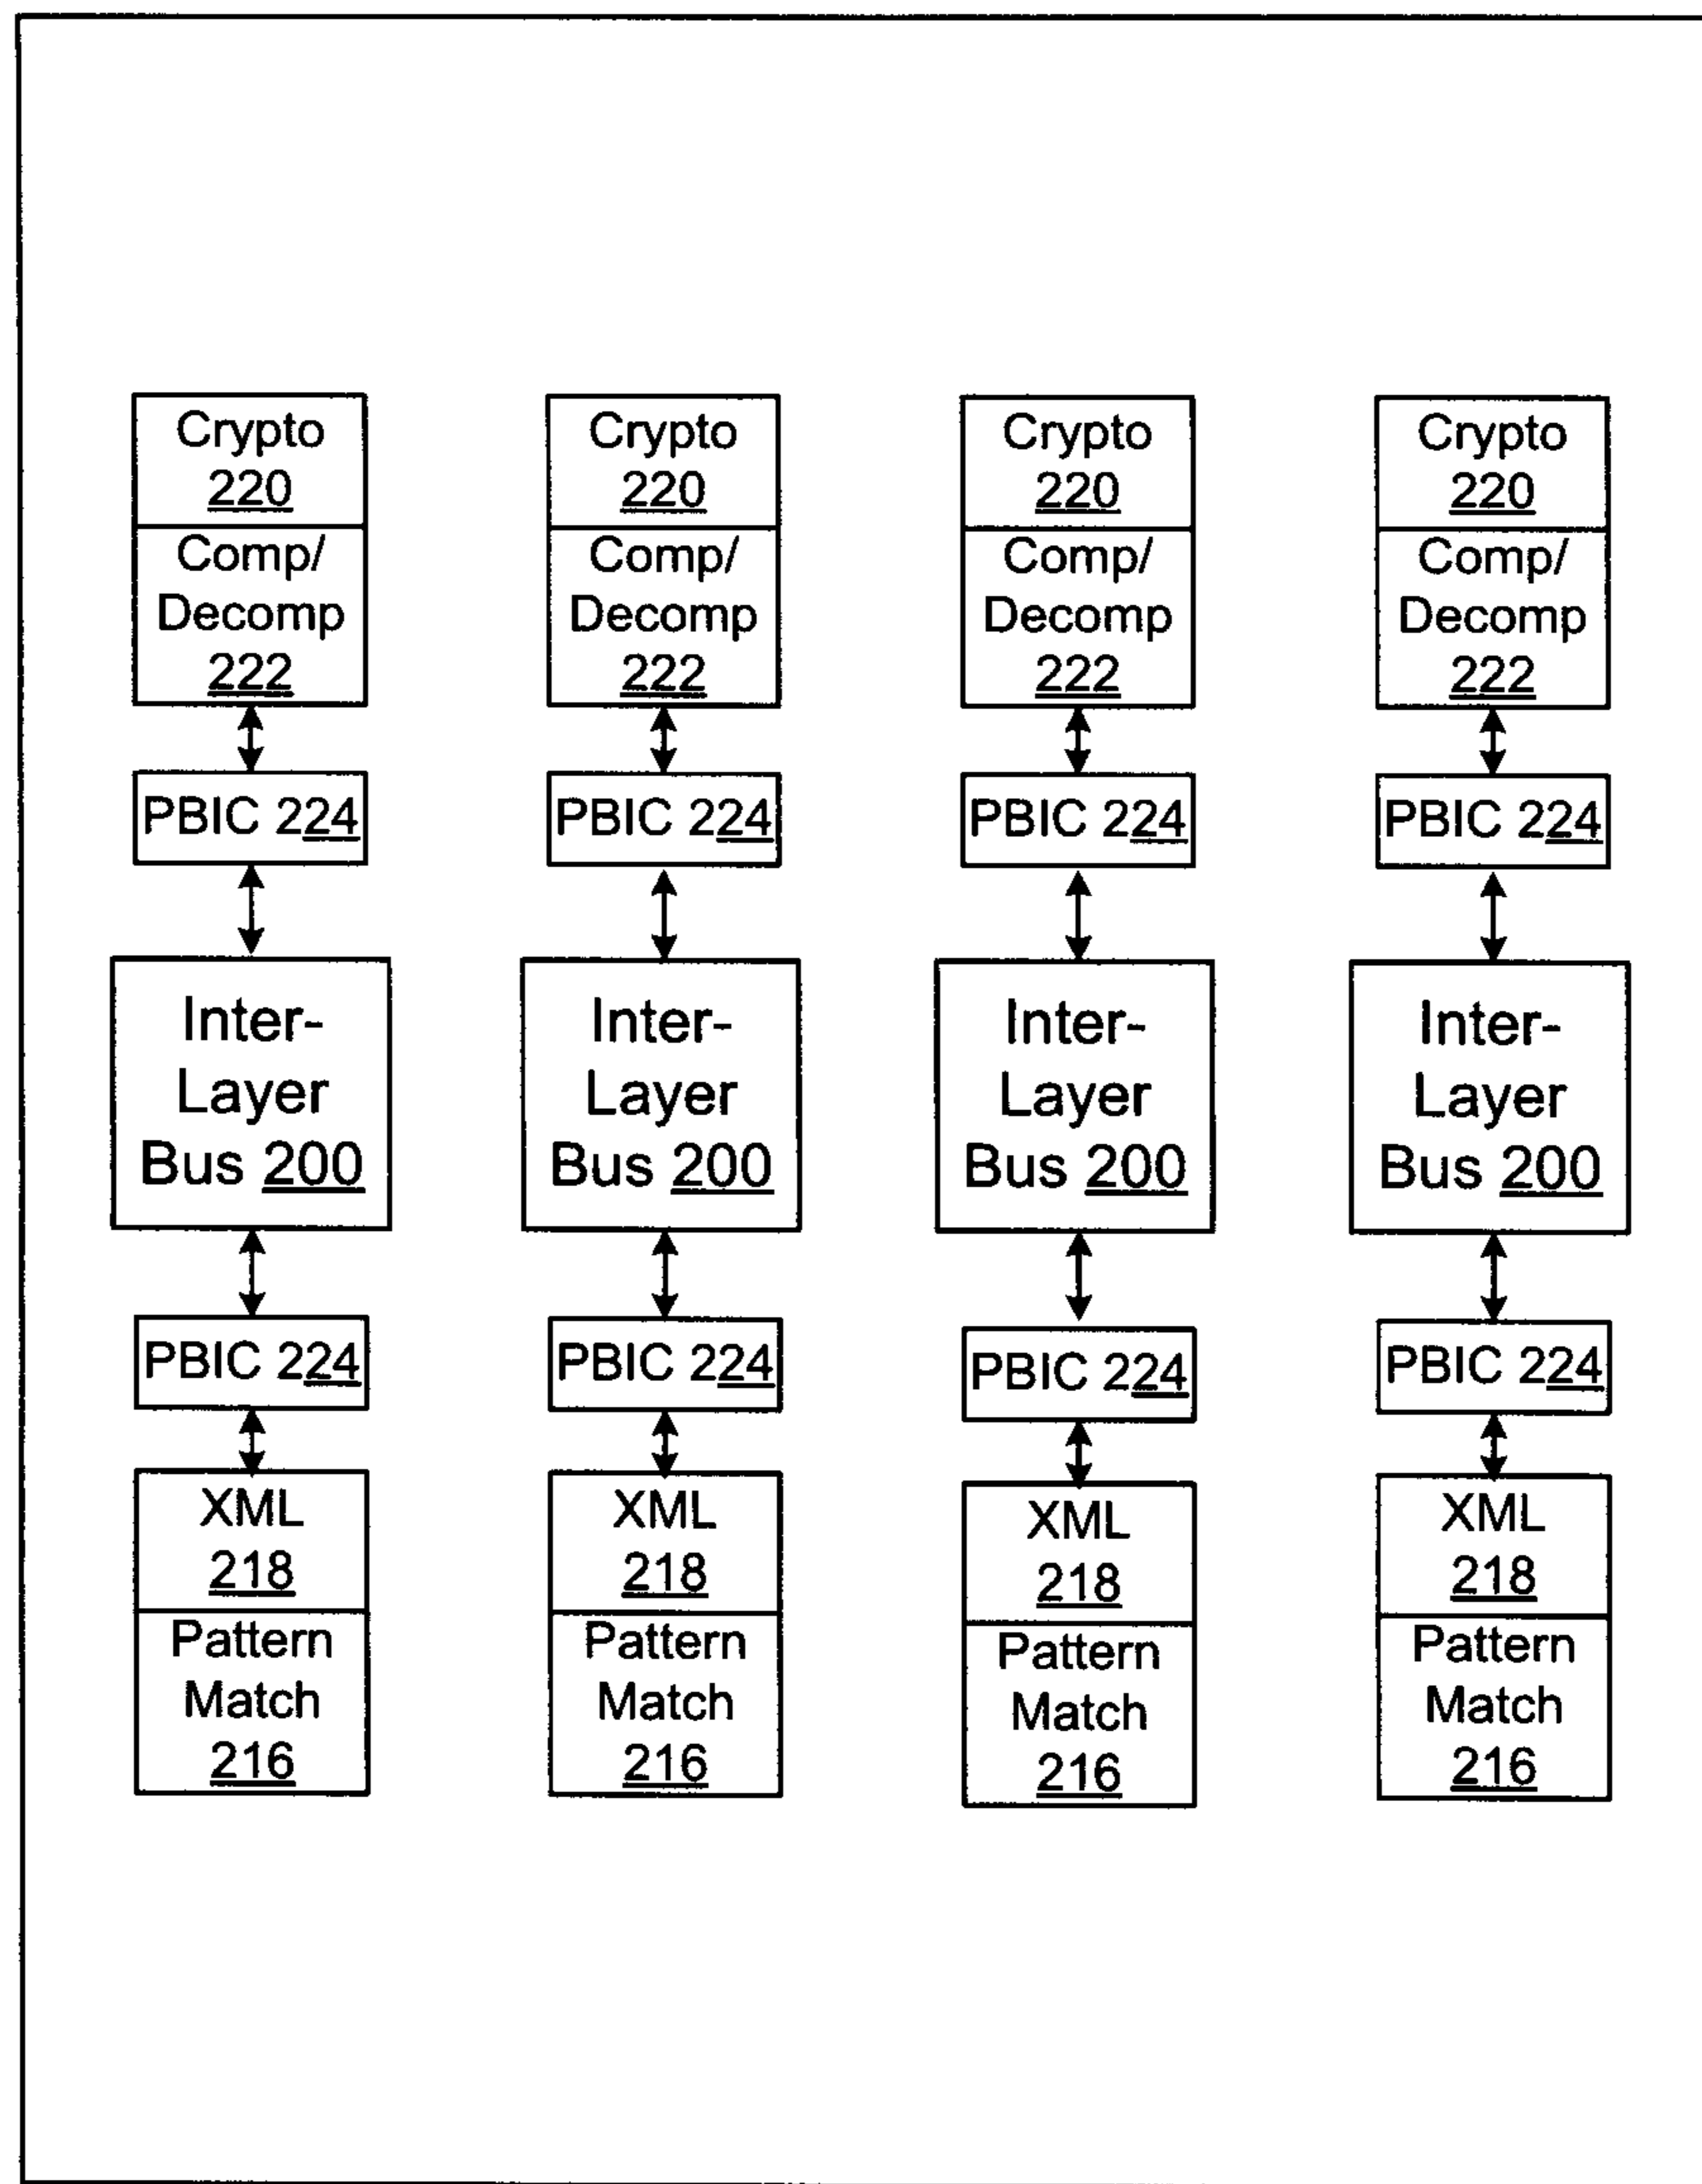 Crypto
220
Comp/
Decomp
222
PBIC 224
Inter-
Layer
Bus 200
PBIC 224
XML
218
Pattern
Match
216
Crypto
220
Comp/
Decomp
222
PBIC 224
Inter-
Layer
Bus 200
PBIC 224
XML
218
Pattern
Match
216
Crypto
220
Comp/
Decomp
222
PBIC 224
Inter-
Layer
Bus 200
PBIC 224
XML
218
Pattern
Match
216
Crypto
220
Comp/
Decomp
222
PBIC 224
Inter-
Layer
Bus 200
PBIC 224
XML
218
Pattern
Match
216